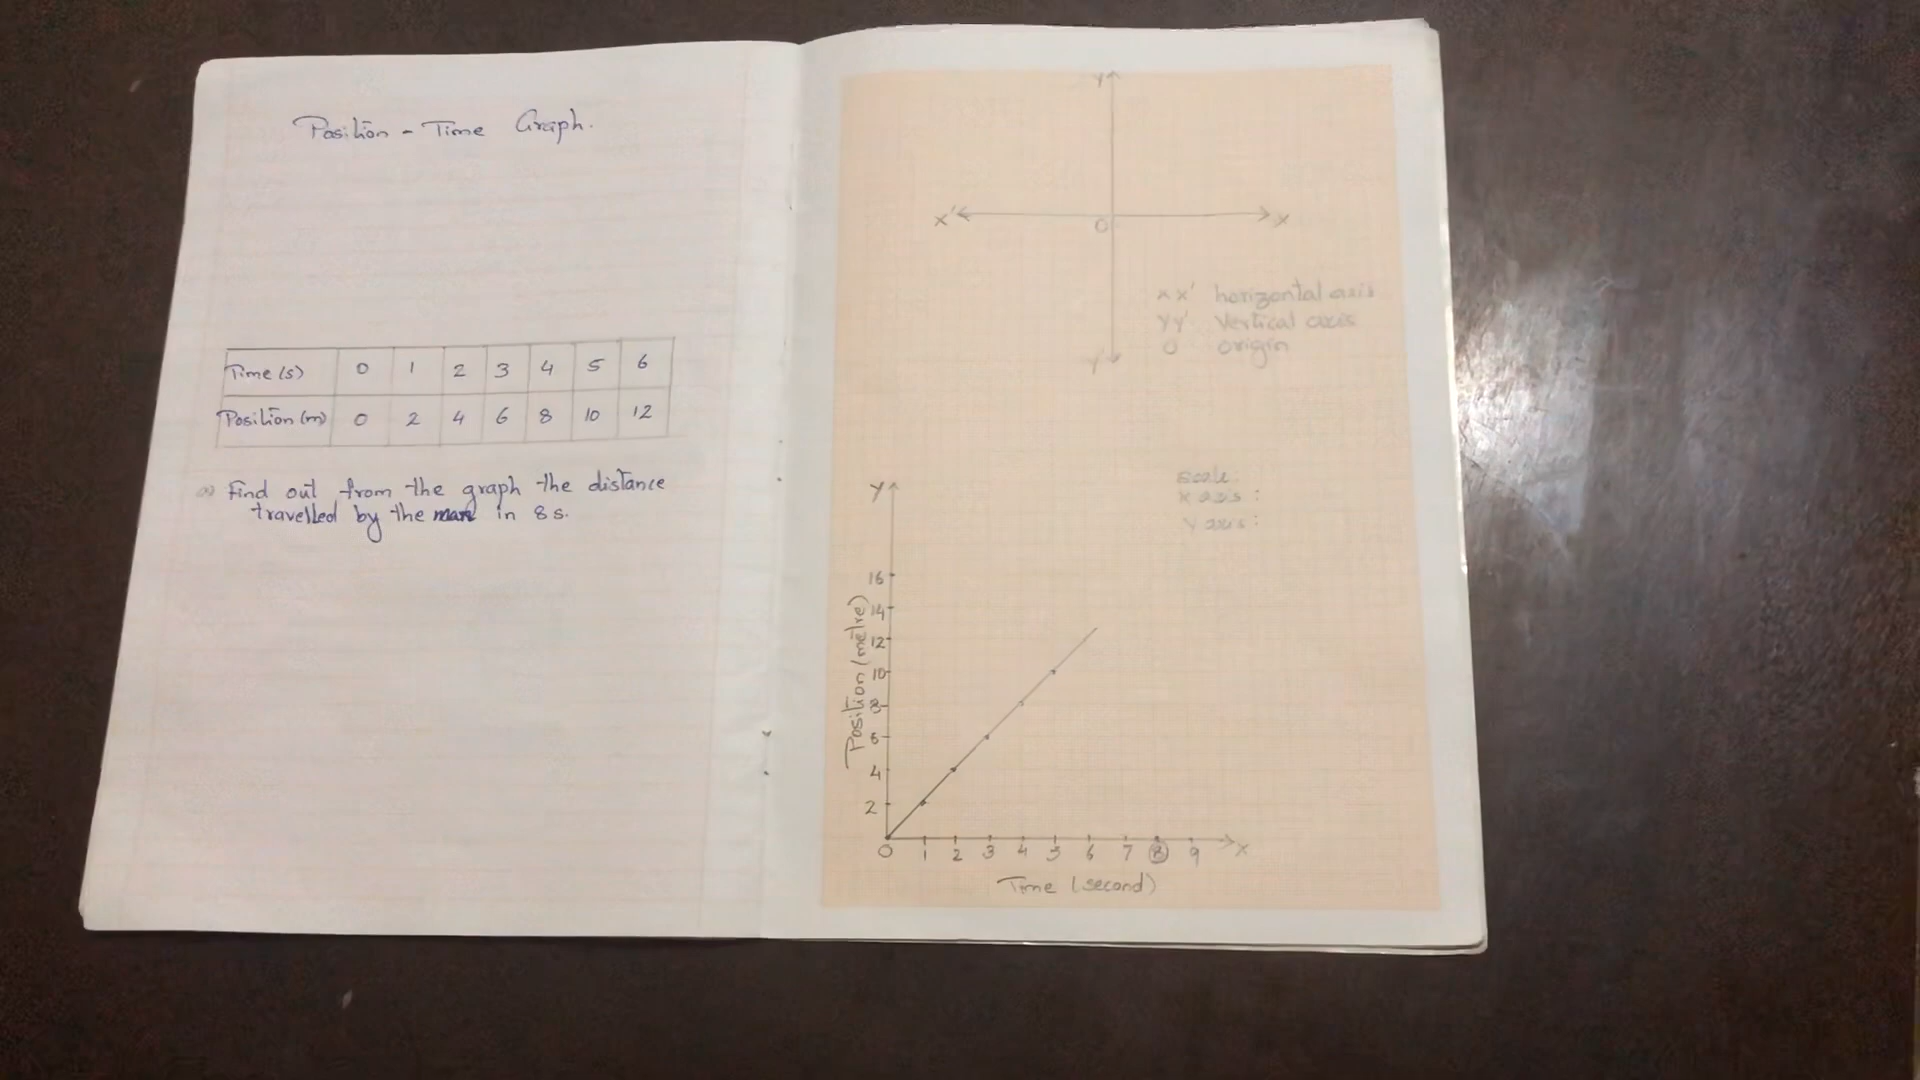 Position - Time Graph.
Time (s) 0 1 2 3 4 5 6
Position (m) 0 2 4 6 8 10 12
a) Find out from the graph the distance
travelled by the man in 8 s.
Y
X' O X
Y'
XX' horizontal axis
YY' Vertical axis
O origin
scale:
X axis:
Y axis:
Y
16
14
12
10
8
6
4
2
Position (metre)
0 1 2 3 4 5 6 7 8 9 X
Time (second)